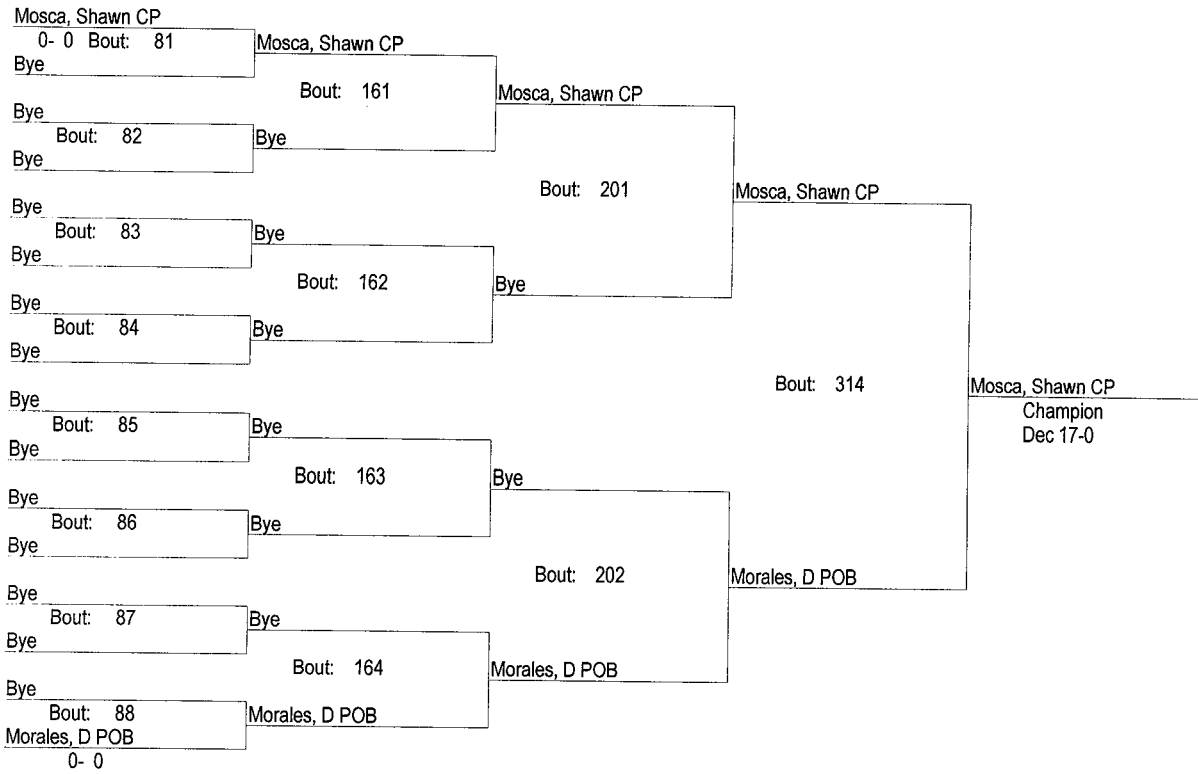 Mosca, Shawn CP
0- 0 Bout: 81
Bye
Mosca, Shawn CP
Bout: 161
Bye
Bout: 82
Bye
Bye
Mosca, Shawn CP
Bout: 201
Bye
Bout: 83
Bye
Bye
Bout: 162
Bye
Bout: 84
Bye
Bye
Bye
Mosca, Shawn CP
Bout: 314
Bye
Bout: 85
Bye
Bye
Bout: 163
Bye
Bout: 86
Bye
Bye
Bye
Bout: 202
Bye
Bout: 87
Bye
Bye
Bout: 164
Bye
Bout: 88
Morales, D POB
0- 0
Morales, D POB
Morales, D POB
Morales, D POB
Mosca, Shawn CP
Champion
Dec 17-0